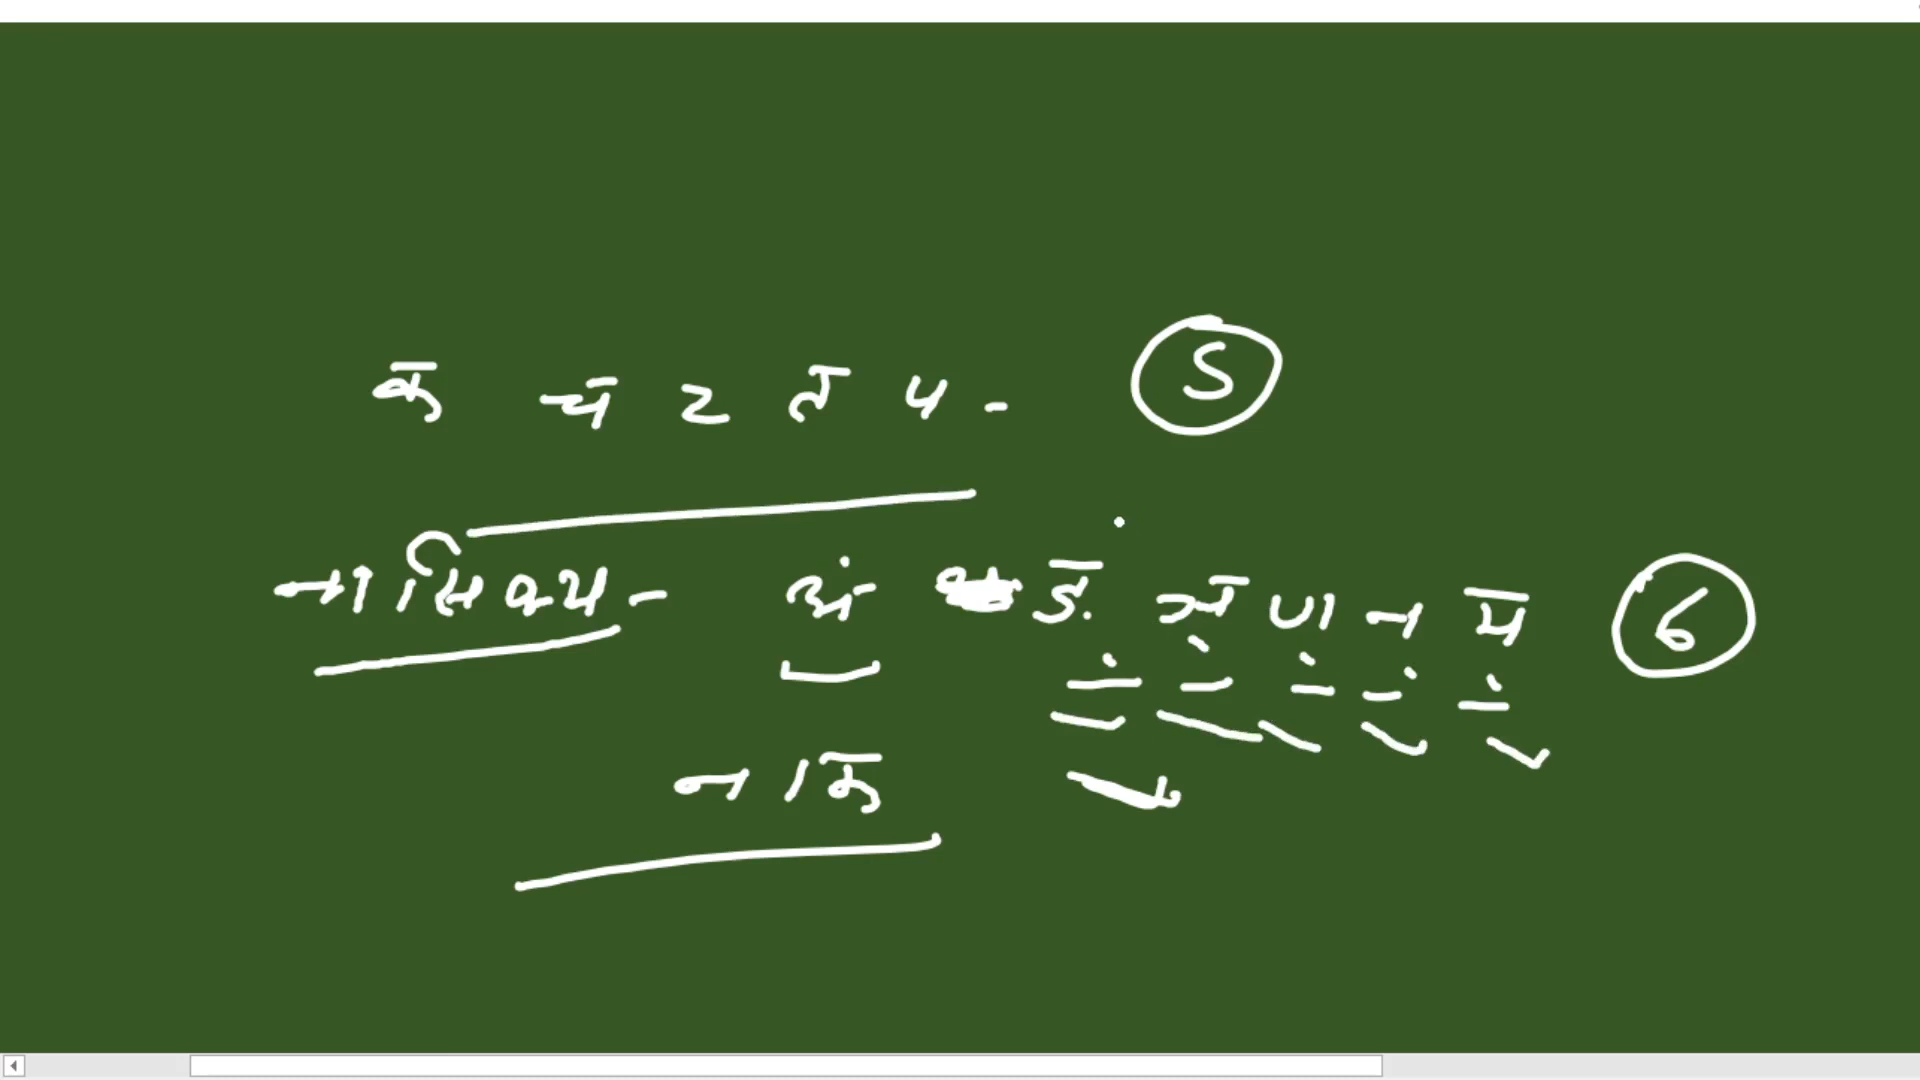 क च ट त प - 5
नासिक्य - अं ङ ञ ण न म 6
नाक